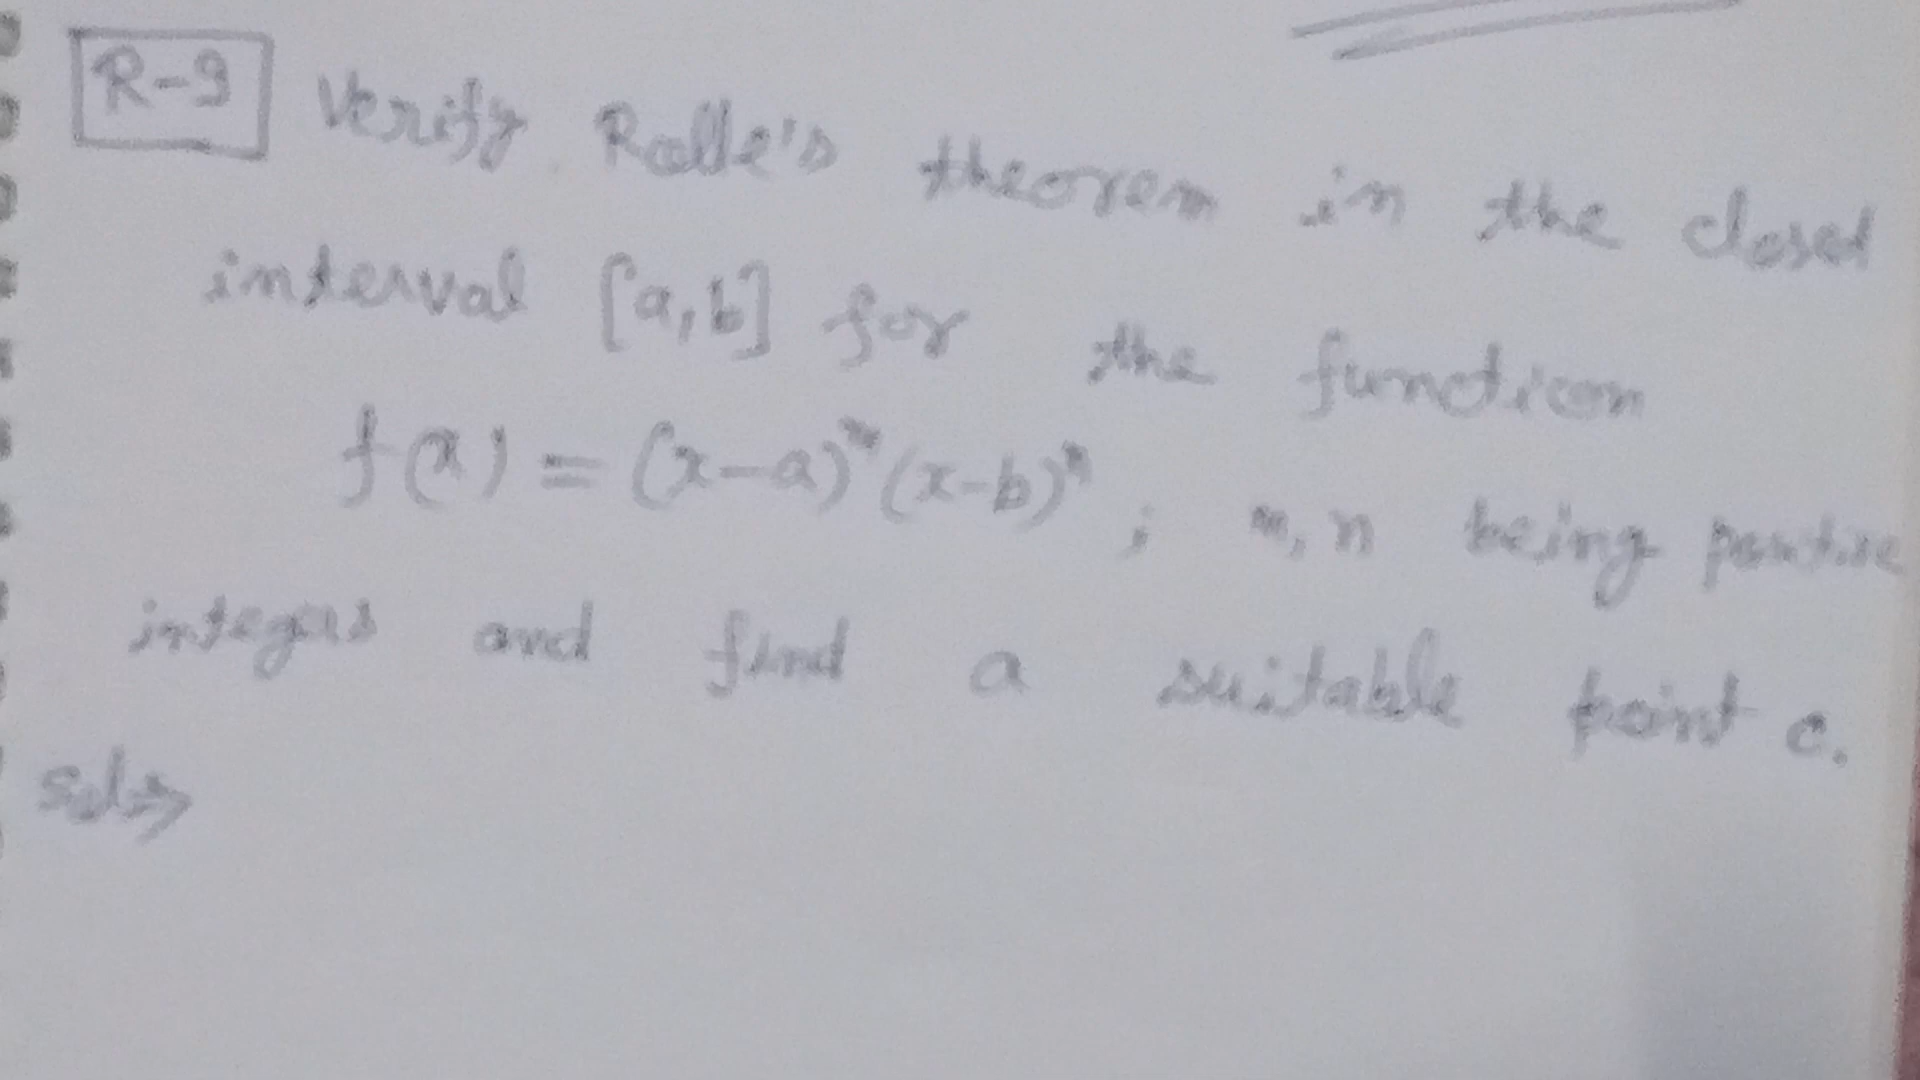 R-9 Verify Rolle's theorem in the closed
interval [a,b] for the function
f(x) = (x-a)^m (x-b)^n ; m, n being positive
integers and find a suitable point c.
Sol⇒